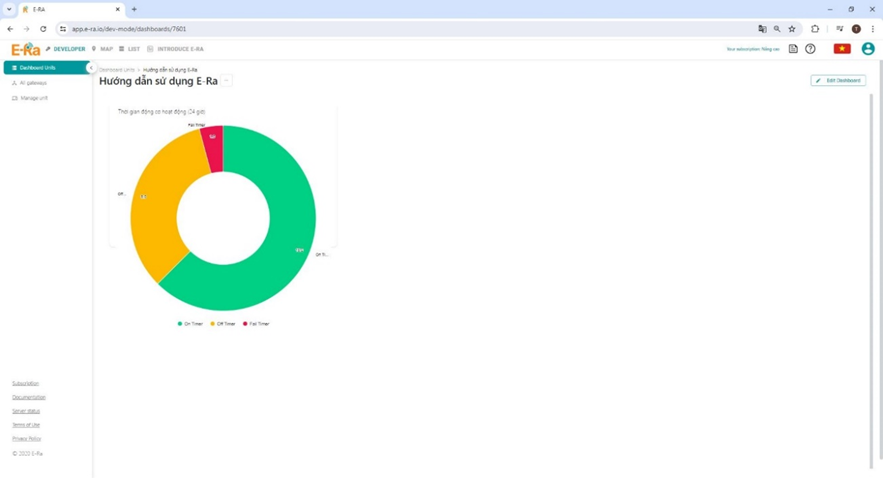 E-RA
app.e-ra.io/dev-mode/dashboards/7601
E-Ra DEVELOPER MAP LIST INTRODUCE E-RA
Your subscription: Nâng cao
T
Dashboard Units
All gateways
Manage unit
Dashboard Units > Hướng dẫn sử dụng E-Ra
Hướng dẫn sử dụng E-Ra
Edit Dashboard
Thời gian động cơ hoạt động (24 giờ)
Fail Timer
Off...
On Ti...
On Timer Off Timer Fail Timer
Subscription
Documentation
Server status
Terms of Use
Privacy Policy